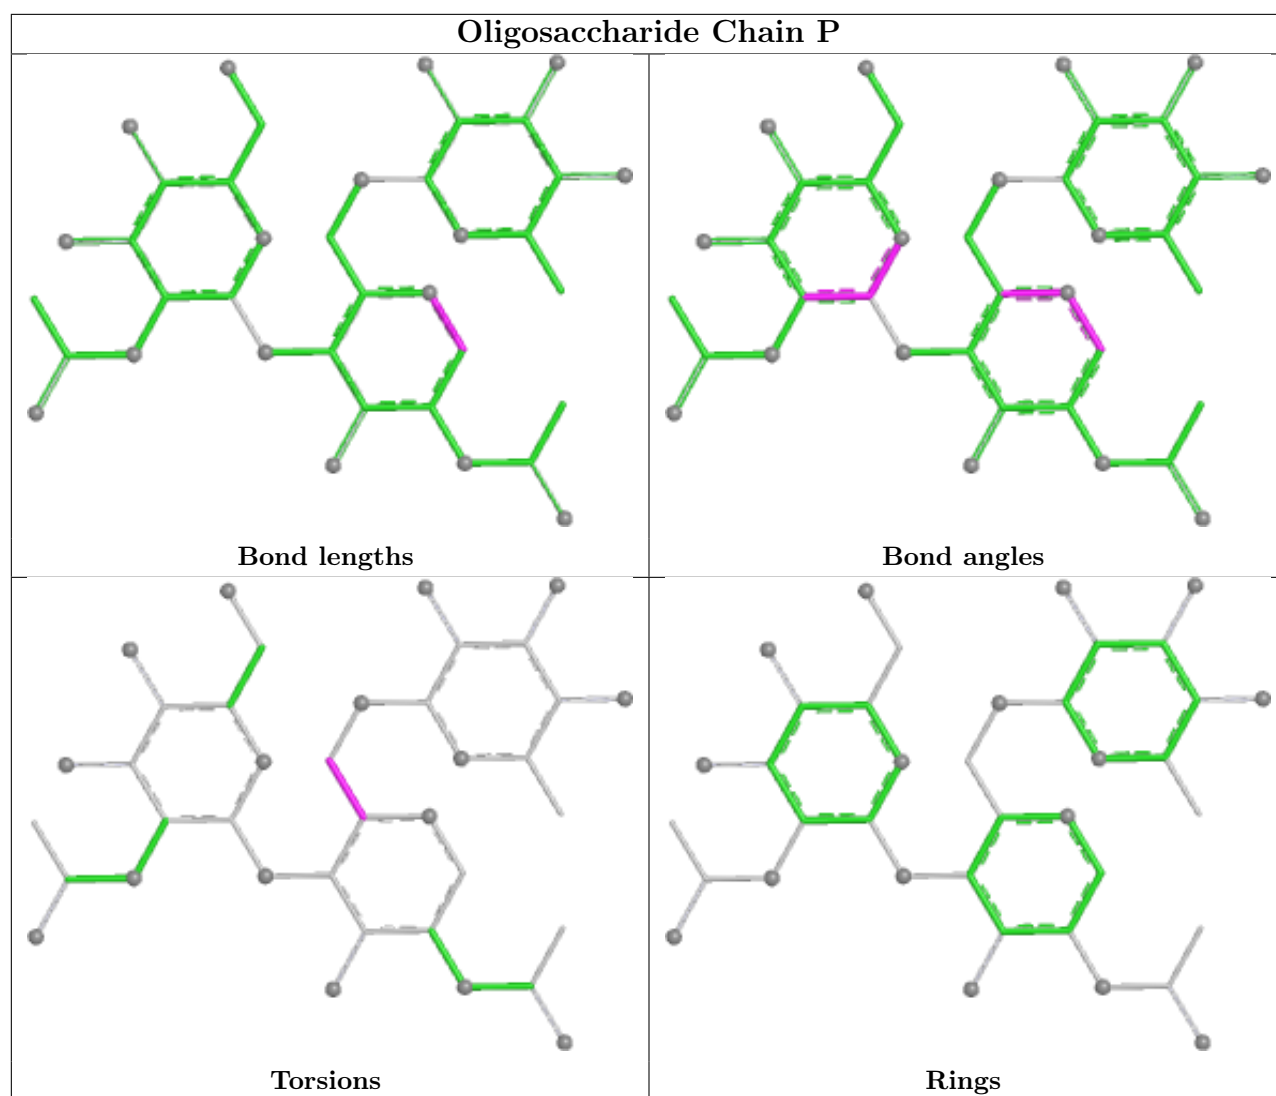 Oligosaccharide Chain P
Bond lengths
Bond angles
Torsions
Rings